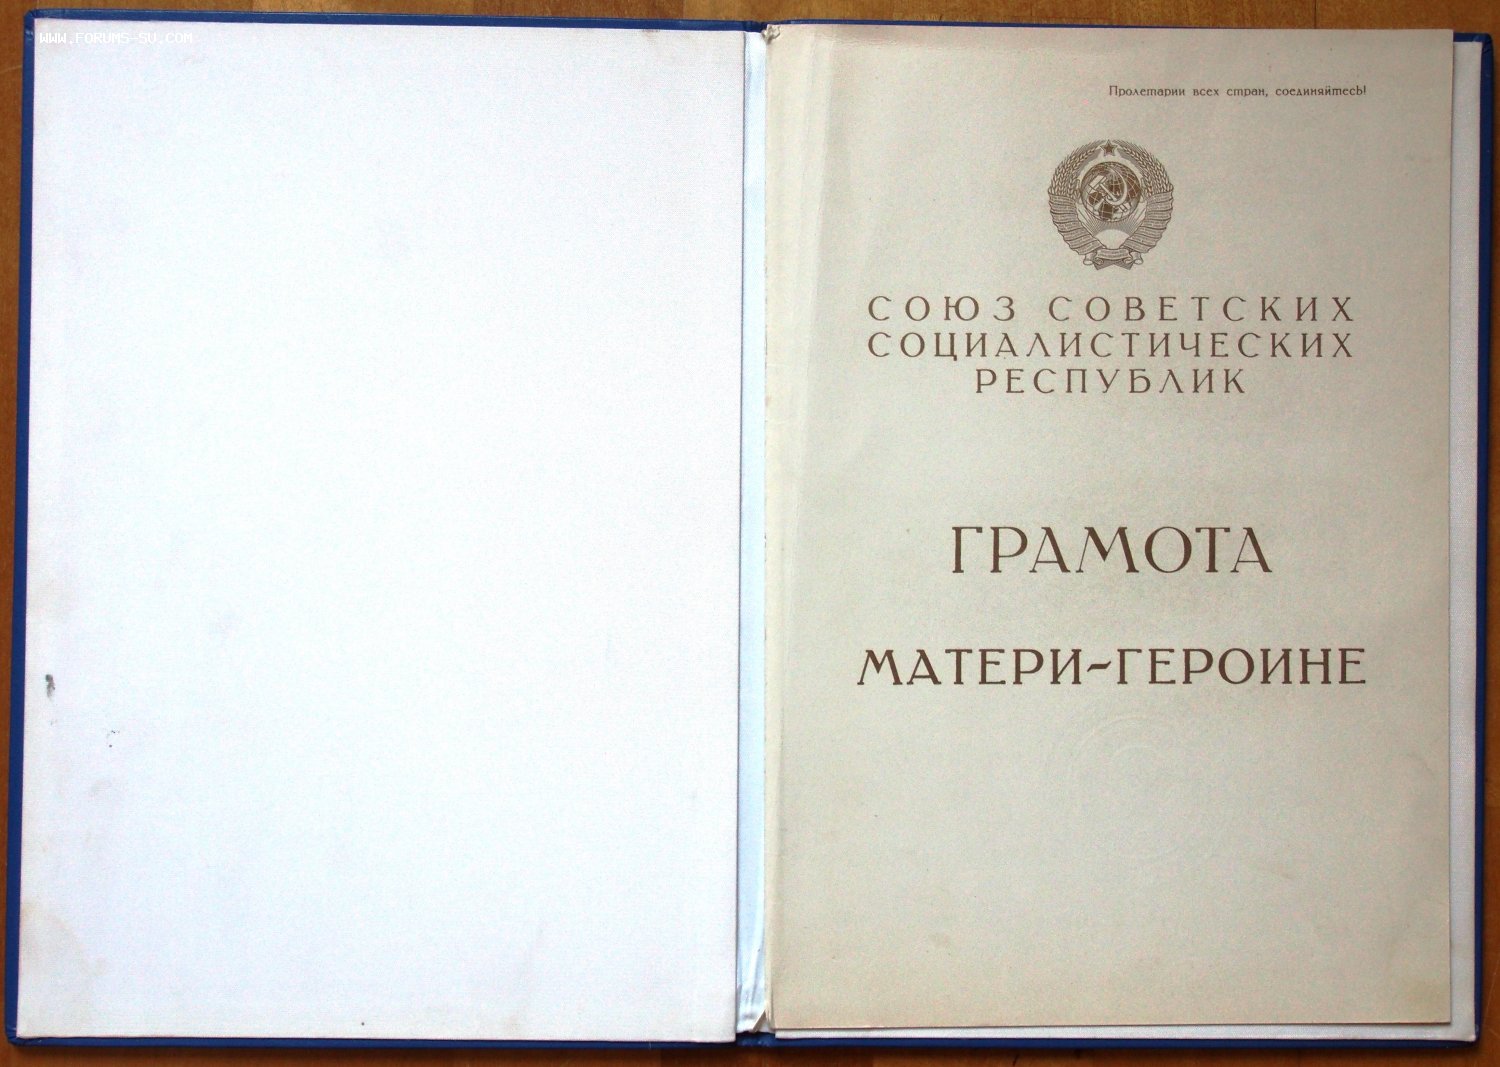 WWW.FORUMS-SU.COM
Пролетарии всех стран, соединяйтесь!
СОЮЗ СОВЕТСКИХ
СОЦИАЛИСТИЧЕСКИХ
РЕСПУБЛИК
ГРАМОТА
МАТЕРИ-ГЕРОИНЕ